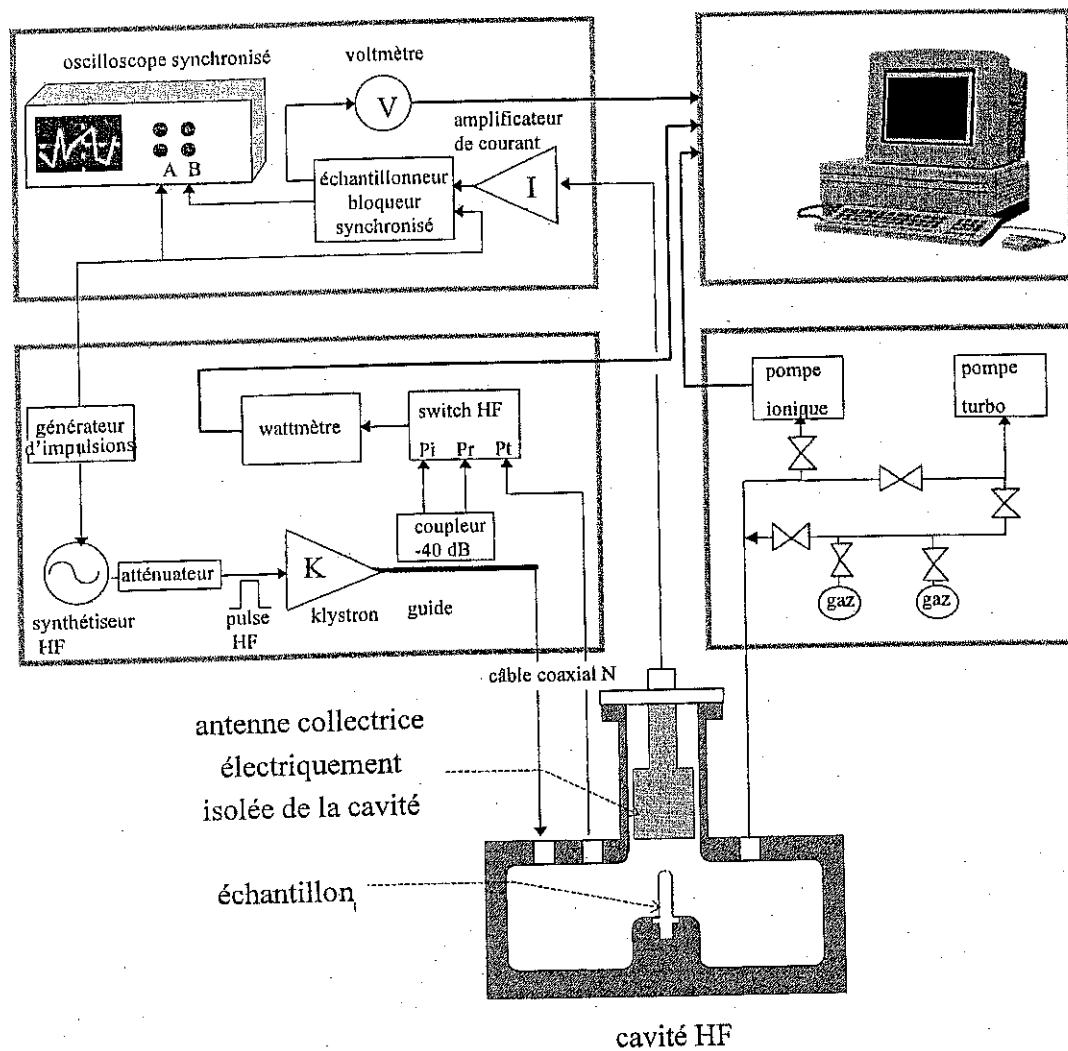 oscilloscope synchronisé
voltmètre
V
amplificateur
de courant
A B
échantillonneur
bloqueur
synchronisé
I
générateur
d'impulsions
wattmètre
switch HF
Pi Pr Pt
coupleur
-40 dB
K
atténuateur
synthétiseur
HF
pulse
HF
klystron
guide
pompe
ionique
pompe
turbo
gaz
gaz
câble coaxial N
antenne collectrice
électriquement
isolée de la cavité
échantillon
cavité HF